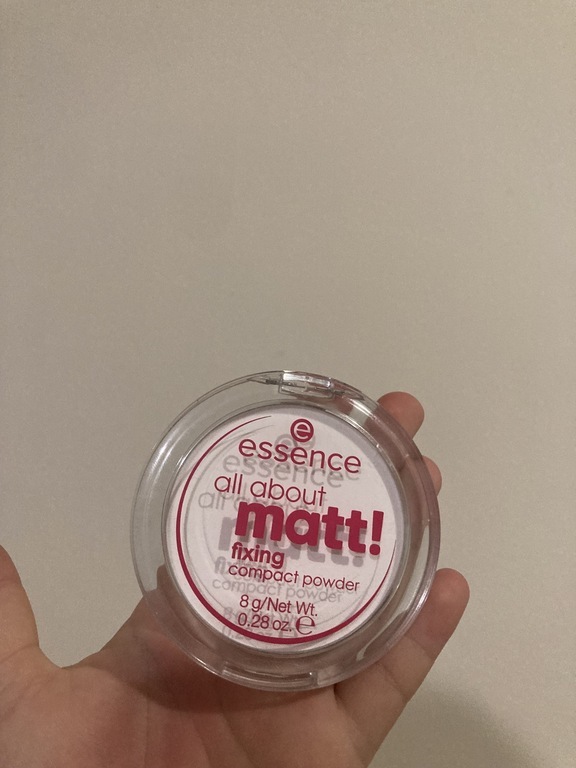 e
essence
all about
matt!
fixing
compact powder
8 g/Net Wt.
0.28 oz. ℮